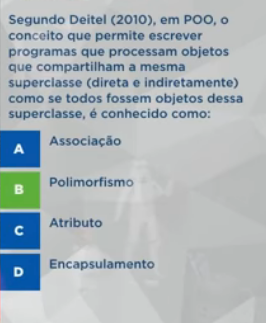 Segundo Deitel (2010), em POO, o
conceito que permite escrever
programas que processam objetos
que compartilham a mesma
superclasse (direta e indiretamente)
como se todos fossem objetos dessa
superclasse, é conhecido como:
A Associação
B Polimorfismo
C Atributo
D Encapsulamento